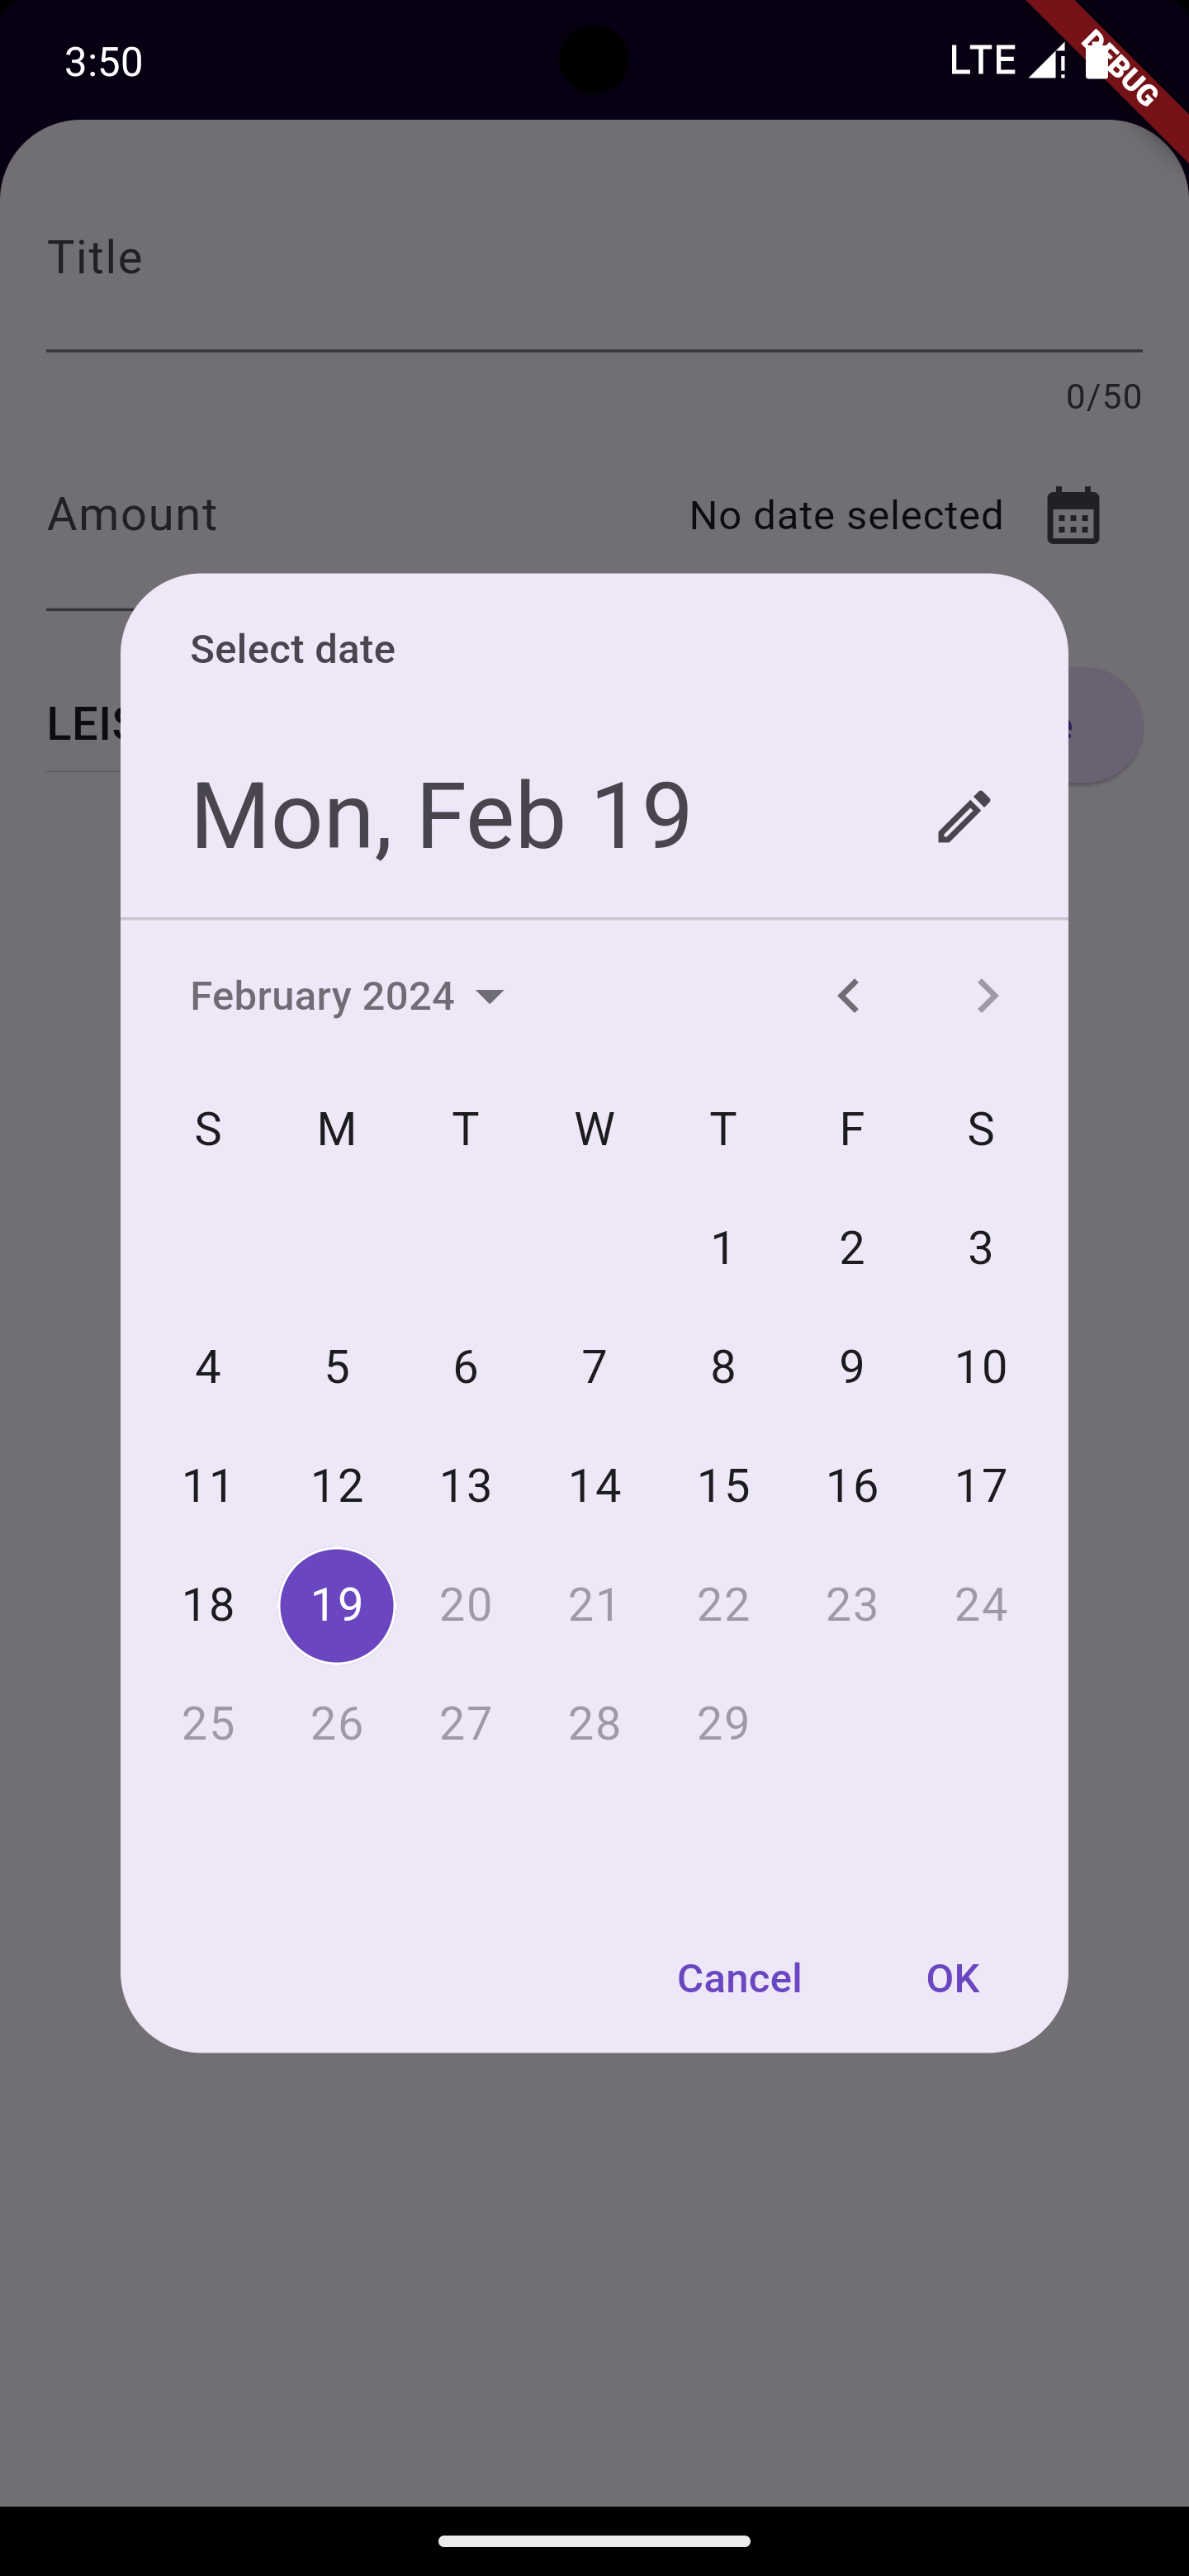 3:50 LTE DEBUG
Title
0/50
Amount No date selected
Select date
LEIS
Mon, Feb 19
February 2024
S M T W T F S
1 2 3
4 5 6 7 8 9 10
11 12 13 14 15 16 17
18 19 20 21 22 23 24
25 26 27 28 29
Cancel OK